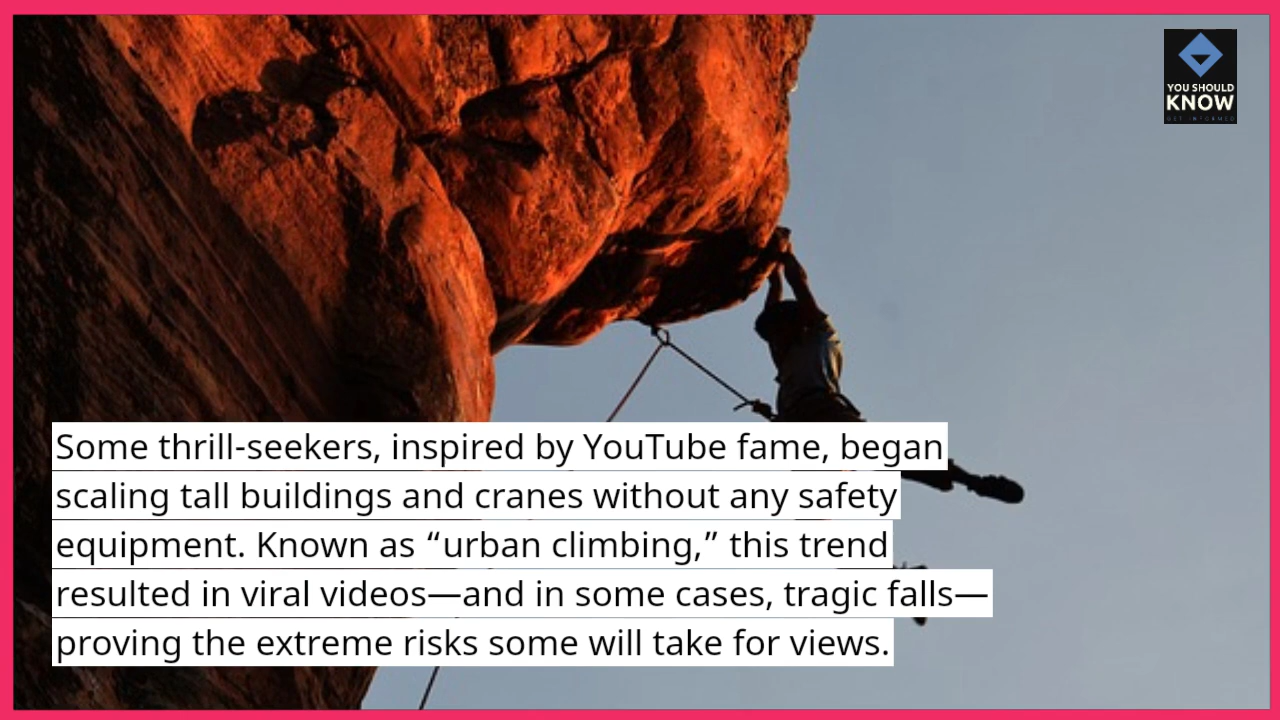 YOU SHOULD
KNOW
GET INFORMED
Some thrill-seekers, inspired by YouTube fame, began
scaling tall buildings and cranes without any safety
equipment. Known as “urban climbing,” this trend
resulted in viral videos—and in some cases, tragic falls—
proving the extreme risks some will take for views.